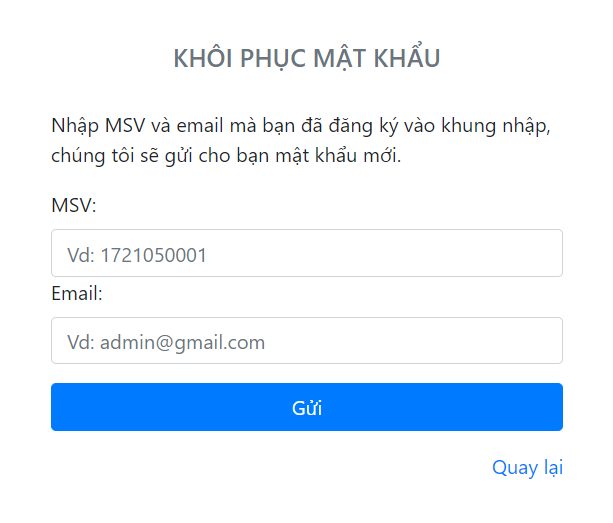 KHÔI PHỤC MẬT KHẨU
Nhập MSV và email mà bạn đã đăng ký vào khung nhập,
chúng tôi sẽ gửi cho bạn mật khẩu mới.
MSV:
Vd: 1721050001
Email:
Vd: admin@gmail.com
Gửi
Quay lại